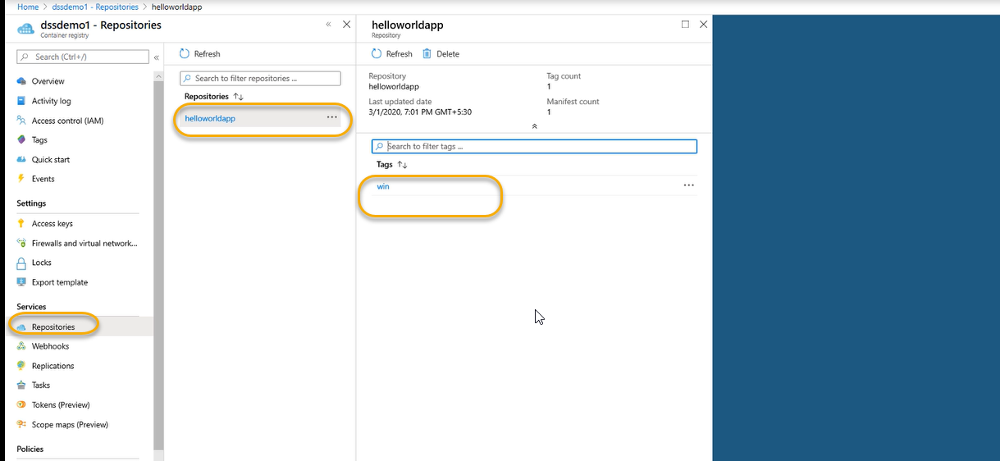 Home > dssdemo1 - Repositories > helloworldapp
dssdemo1 - Repositories
Container registry
Search (Ctrl+/)
Overview
Activity log
Access control (IAM)
Tags
Quick start
Events
Settings
Access keys
Firewalls and virtual network...
Locks
Export template
Services
Repositories
Webhooks
Replications
Tasks
Tokens (Preview)
Scope maps (Preview)
Policies
Refresh
Search to filter repositories ...
Repositories
helloworldapp
helloworldapp
Repository
Refresh Delete
Repository
helloworldapp
Tag count
1
Last updated date
3/1/2020, 7:01 PM GMT+5:30
Manifest count
1
Search to filter tags ...
Tags
win